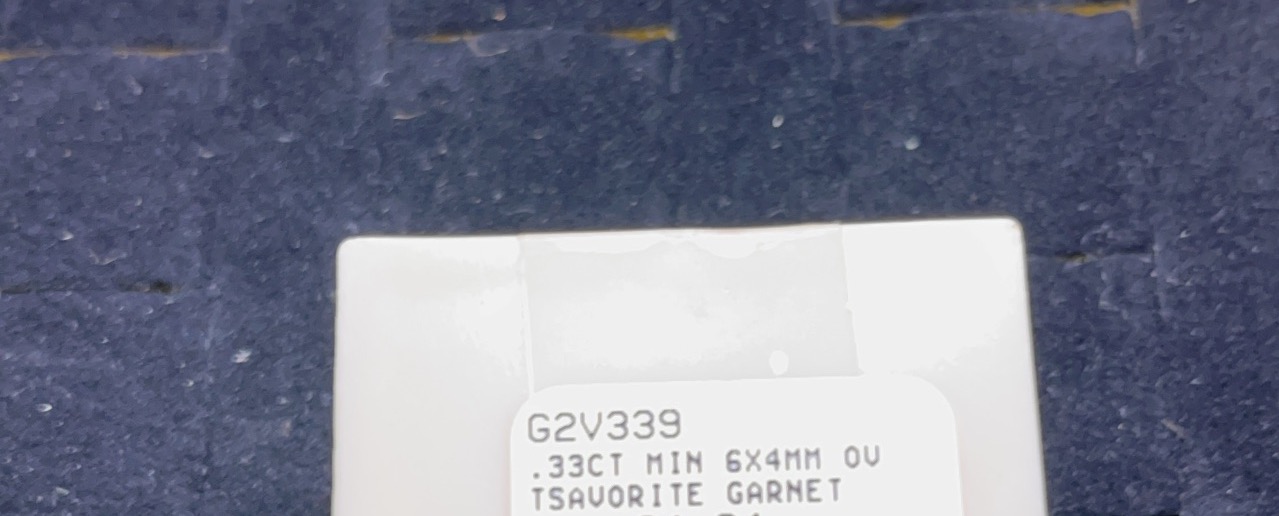 G2V339
.33CT MIN 6X4MM OV
TSAVORITE GARNET